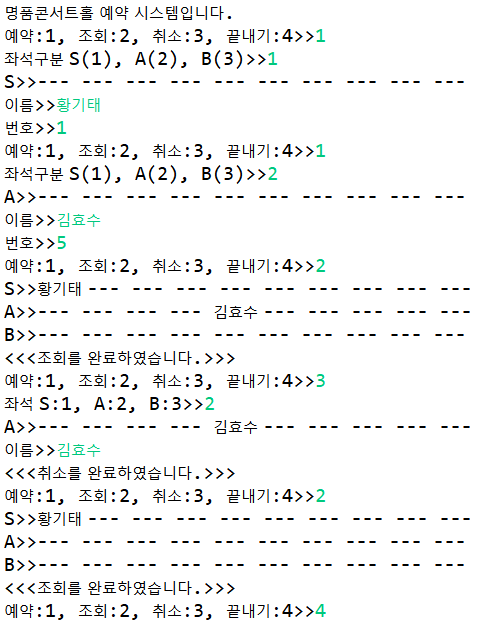 명품콘서트홀 예약 시스템입니다.
예약:1, 조회:2, 취소:3, 끝내기:4>>1
좌석구분 S(1), A(2), B(3)>>1
S>>--- --- --- --- --- --- --- --- --- ---
이름>>황기태
번호>>1
예약:1, 조회:2, 취소:3, 끝내기:4>>1
좌석구분 S(1), A(2), B(3)>>2
A>>--- --- --- --- --- --- --- --- --- ---
이름>>김효수
번호>>5
예약:1, 조회:2, 취소:3, 끝내기:4>>2
S>>황기태 --- --- --- --- --- --- --- --- ---
A>>--- --- --- --- 김효수 --- --- --- --- ---
B>>--- --- --- --- --- --- --- --- --- ---
<<<조회를 완료하였습니다.>>>
예약:1, 조회:2, 취소:3, 끝내기:4>>3
좌석 S:1, A:2, B:3>>2
A>>--- --- --- --- 김효수 --- --- --- --- ---
이름>>김효수
<<<취소를 완료하였습니다.>>>
예약:1, 조회:2, 취소:3, 끝내기:4>>2
S>>황기태 --- --- --- --- --- --- --- --- ---
A>>--- --- --- --- --- --- --- --- --- ---
B>>--- --- --- --- --- --- --- --- --- ---
<<<조회를 완료하였습니다.>>>
예약:1, 조회:2, 취소:3, 끝내기:4>>4